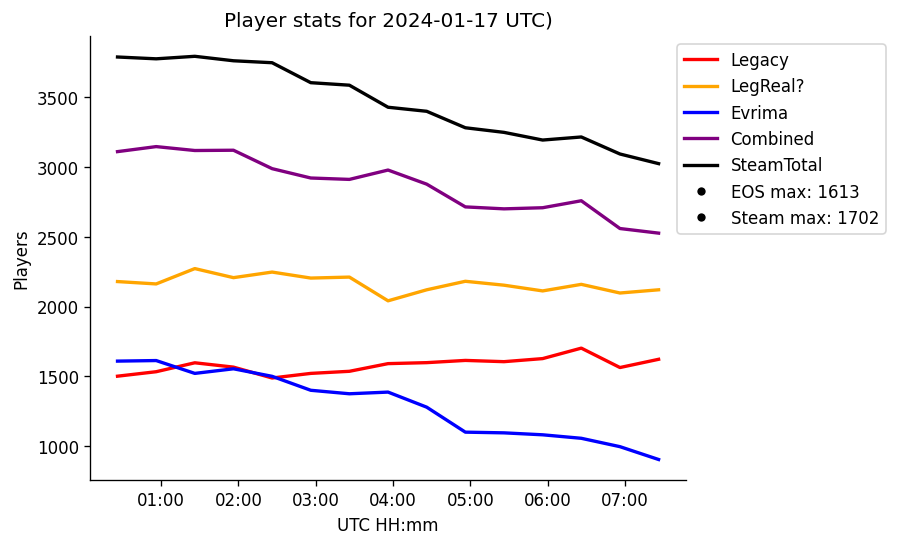 Player stats for 2024-01-17 UTC)
Legacy
LegReal?
Evrima
Combined
SteamTotal
EOS max: 1613
Steam max: 1702
Players
3500
3000
2500
2000
1500
1000
01:00 02:00 03:00 04:00 05:00 06:00 07:00
UTC HH:mm